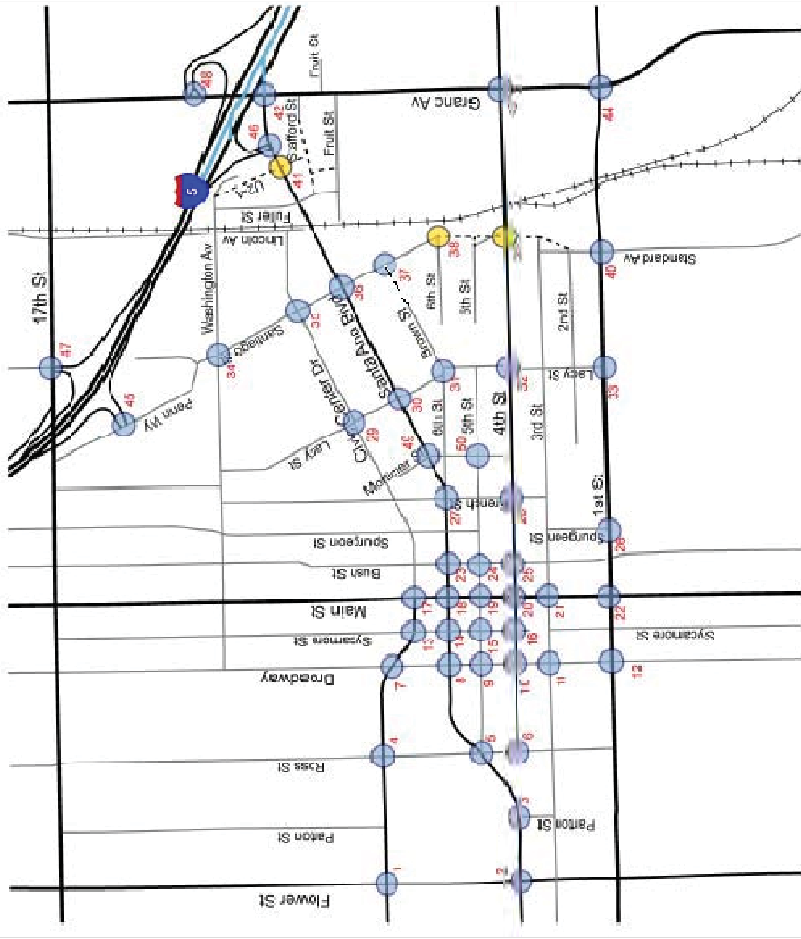 48
Fruit St
42
Grand Av
44
46
Stafford St
Fruit St
41
5
Fuller St
Lincoln Av
38
Standard Av
40
17th St
Washington Av
37
36
6th St
5th St
2nd St
35
Santiago
Santa Ana Blvd
Brown St
47
34
31
32
Lacy St
33
45
Penn Wy
Civic Center Dr
30
6th St
5th St
4th St
3rd St
29
Lacy St
49
50
1st St
27
French St
Spurgeon St
Spurgeon St
26
Bush St
23
24
25
Main St
17
18
19
20
21
22
Sycamore St
13
14
15
16
Sycamore St
Broadway
7
8
9
10
11
12
Ross St
4
5
6
3
Parton St
Parton St
Flower St
1
2